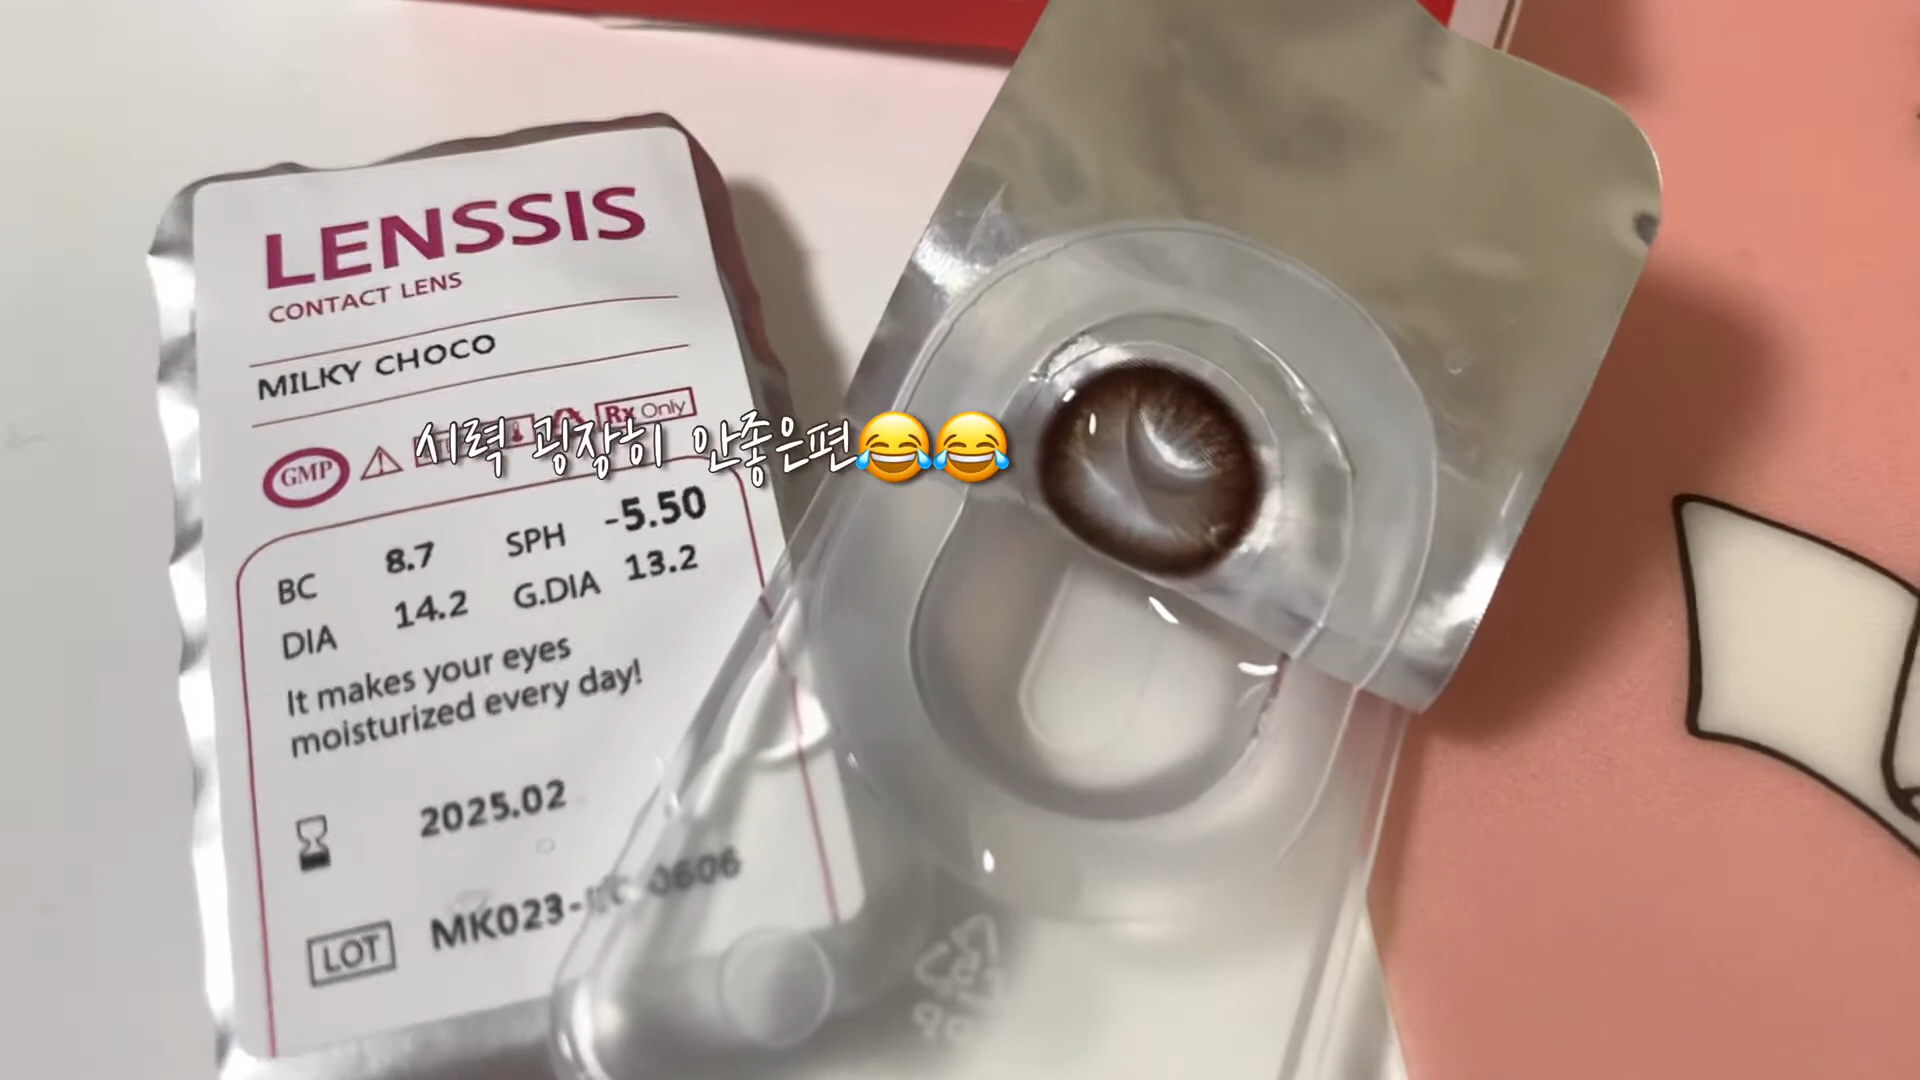 LENSSIS
CONTACT LENS
MILKY CHOCO
Rx Only
GMP
시력 굉장히 안좋은편😂😂
BC 8.7 SPH -5.50
DIA 14.2 G.DIA 13.2
It makes your eyes
moisturized every day!
2025.02
LOT MK023- 0606